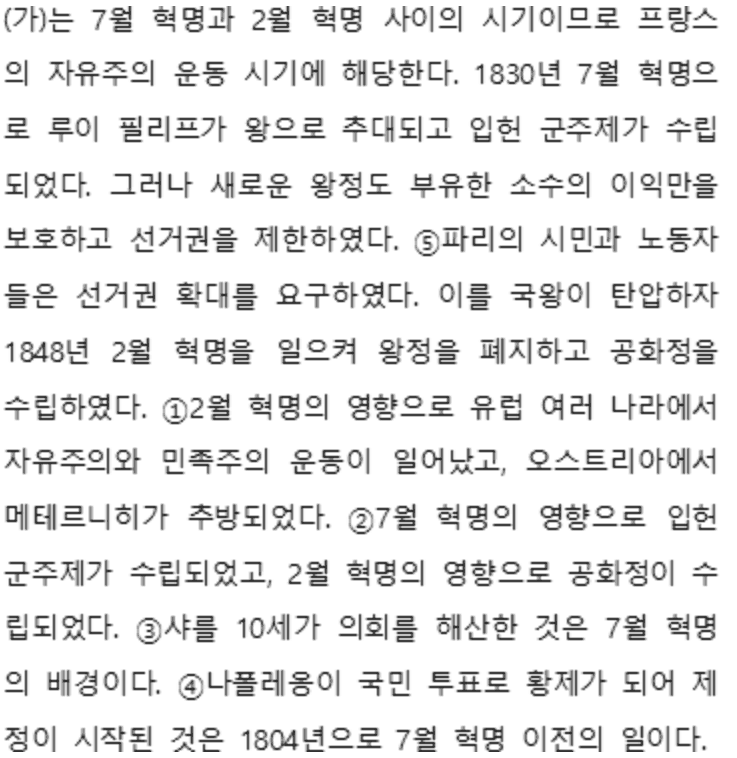 (가)는 7월 혁명과 2월 혁명 사이의 시기이므로 프랑스
의 자유주의 운동 시기에 해당한다. 1830년 7월 혁명으
로 루이 필리프가 왕으로 추대되고 입헌 군주제가 수립
되었다. 그러나 새로운 왕정도 부유한 소수의 이익만을
보호하고 선거권을 제한하였다. ⑤파리의 시민과 노동자
들은 선거권 확대를 요구하였다. 이를 국왕이 탄압하자
1848년 2월 혁명을 일으켜 왕정을 폐지하고 공화정을
수립하였다. ①2월 혁명의 영향으로 유럽 여러 나라에서
자유주의와 민족주의 운동이 일어났고, 오스트리아에서
메테르니히가 추방되었다. ②7월 혁명의 영향으로 입헌
군주제가 수립되었고, 2월 혁명의 영향으로 공화정이 수
립되었다. ③샤를 10세가 의회를 해산한 것은 7월 혁명
의 배경이다. ④나폴레옹이 국민 투표로 황제가 되어 제
정이 시작된 것은 1804년으로 7월 혁명 이전의 일이다.